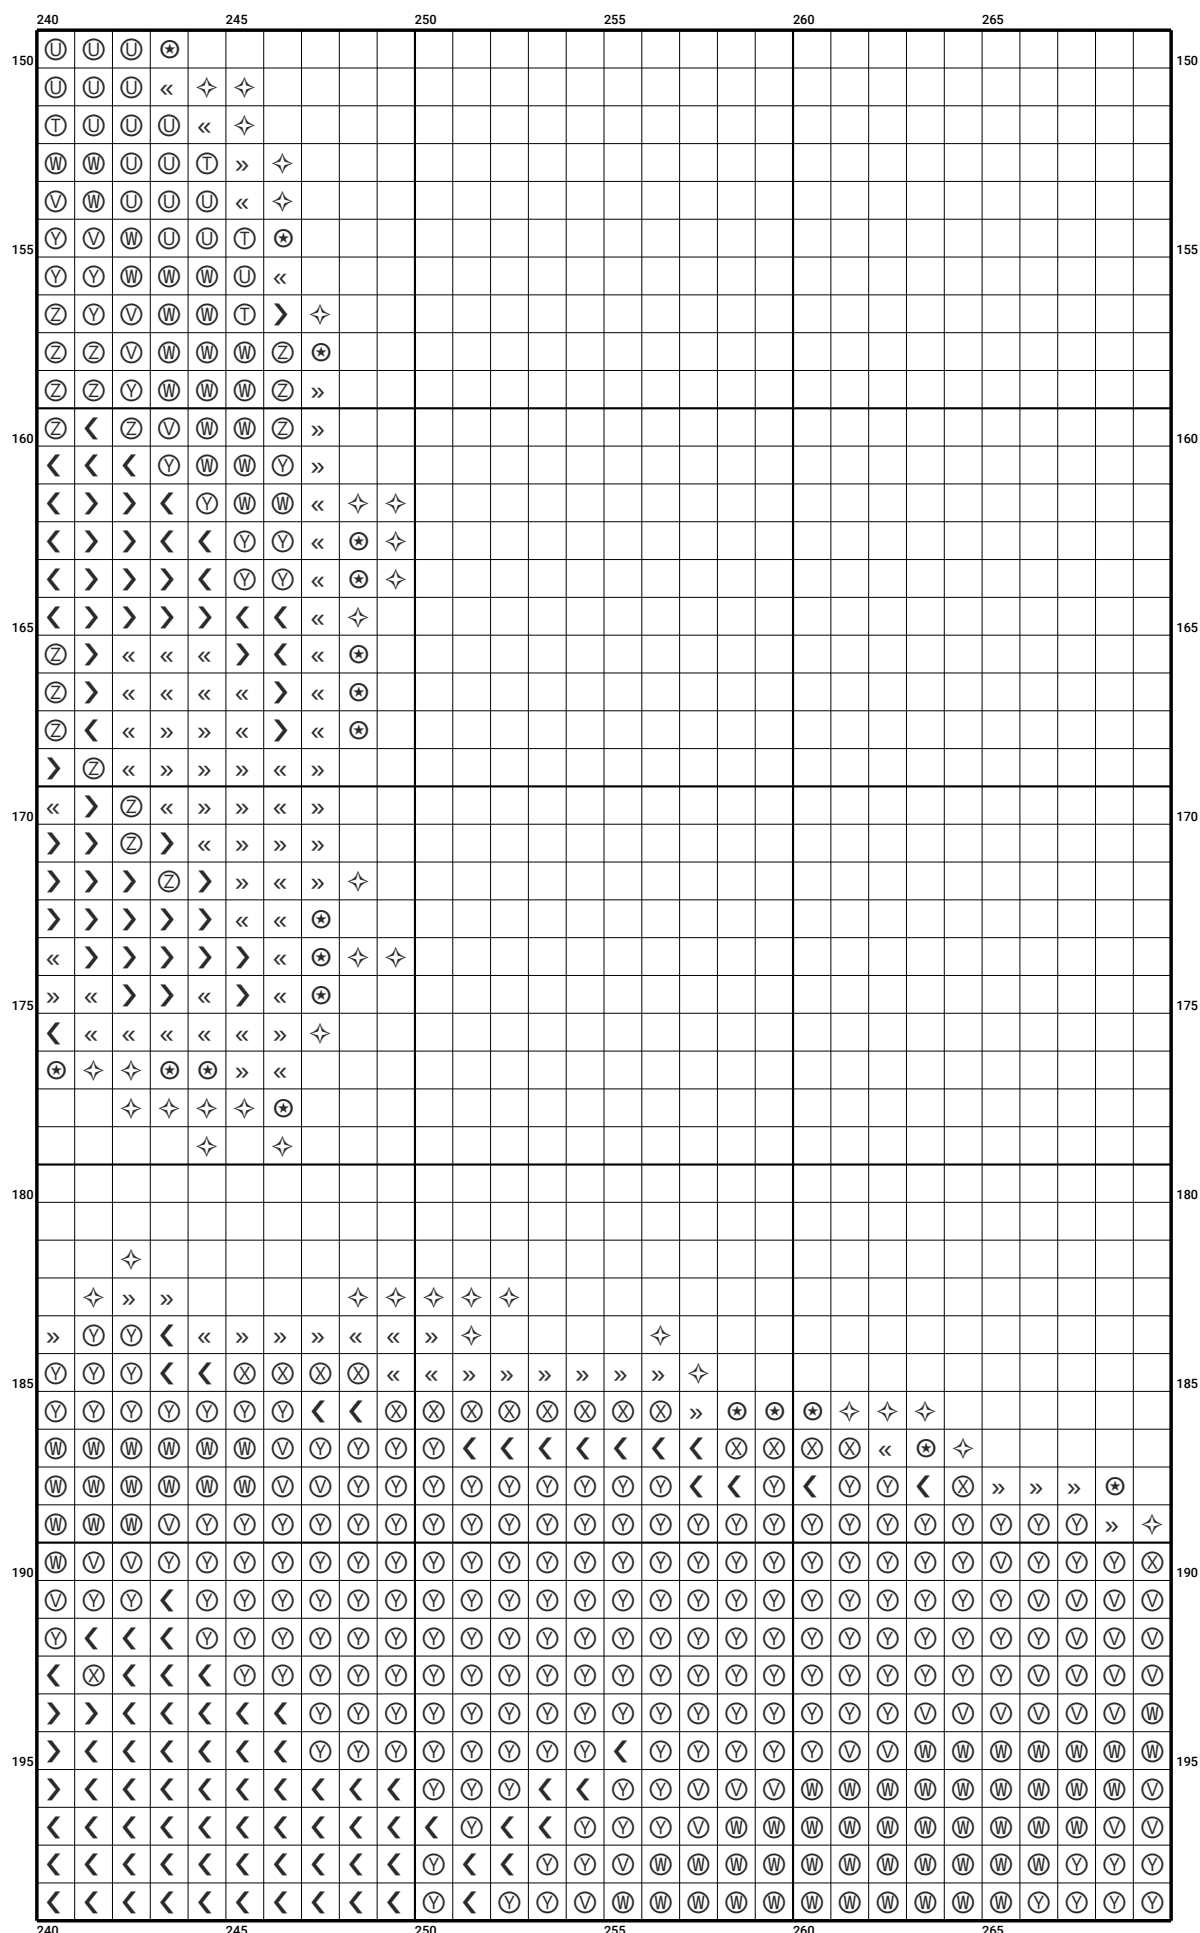 240 245 250 255 260 265
150 Ⓤ Ⓤ Ⓤ ✪ 150
Ⓤ Ⓤ Ⓤ « ✧ ✧
Ⓣ Ⓤ Ⓤ Ⓤ « ✧
Ⓦ Ⓦ Ⓤ Ⓤ Ⓣ » ✧
Ⓥ Ⓦ Ⓤ Ⓤ Ⓤ « ✧
155 Ⓨ Ⓥ Ⓦ Ⓤ Ⓤ Ⓣ ✪ 155
Ⓨ Ⓨ Ⓦ Ⓦ Ⓦ Ⓤ «
Ⓩ Ⓨ Ⓥ Ⓦ Ⓦ Ⓣ ❯ ✧
Ⓩ Ⓩ Ⓥ Ⓦ Ⓦ Ⓦ Ⓩ ✪
Ⓩ Ⓩ Ⓨ Ⓦ Ⓦ Ⓦ Ⓩ »
160 Ⓩ ❮ Ⓩ Ⓥ Ⓦ Ⓦ Ⓩ » 160
❮ ❮ ❮ Ⓨ Ⓦ Ⓦ Ⓨ »
❮ ❯ ❯ ❮ Ⓨ Ⓦ Ⓦ « ✧ ✧
❮ ❯ ❯ ❮ ❮ Ⓨ Ⓨ « ✪ ✧
❮ ❯ ❯ ❯ ❮ Ⓨ Ⓨ « ✪ ✧
165 ❮ ❯ ❯ ❯ ❯ ❮ ❮ « ✧ 165
Ⓩ ❯ « « « ❯ ❮ « ✪
Ⓩ ❯ « « « « ❯ « ✪
Ⓩ ❮ « » » « ❯ « ✪
❯ Ⓩ « » » » « »
170 « ❯ Ⓩ « » » « » 170
❯ ❯ Ⓩ ❯ « » » »
❯ ❯ ❯ Ⓩ ❯ » « » ✧
❯ ❯ ❯ ❯ ❯ « « ✪
« ❯ ❯ ❯ ❯ ❯ « ✪ ✧ ✧
175 » « ❯ ❯ « ❯ « ✪ 175
❮ « « « « « » ✧
✪ ✧ ✧ ✪ ✪ » «
✧ ✧ ✧ ✧ ✪
✧ ✧
180 180
✧
✧ » » ✧ ✧ ✧ ✧ ✧
» Ⓨ Ⓨ ❮ « » » » « « » ✧ ✧
185 Ⓨ Ⓨ Ⓨ ❮ ❮ Ⓧ Ⓧ Ⓧ Ⓧ « « » » » » » » ✧ 185
Ⓨ Ⓨ Ⓨ Ⓨ Ⓨ Ⓨ Ⓨ ❮ ❮ Ⓧ Ⓧ Ⓧ Ⓧ Ⓧ Ⓧ Ⓧ Ⓧ » ✪ ✪ ✪ ✧ ✧ ✧
Ⓦ Ⓦ Ⓦ Ⓦ Ⓦ Ⓦ Ⓥ Ⓨ Ⓨ Ⓨ Ⓨ ❮ ❮ ❮ ❮ ❮ ❮ ❮ Ⓧ Ⓧ Ⓧ Ⓧ « ✪ ✧
Ⓦ Ⓦ Ⓦ Ⓦ Ⓦ Ⓦ Ⓥ Ⓥ Ⓨ Ⓨ Ⓨ Ⓨ Ⓨ Ⓨ Ⓨ Ⓨ Ⓨ ❮ ❮ Ⓨ ❮ Ⓨ Ⓨ ❮ Ⓧ » » » ✪
Ⓦ Ⓦ Ⓦ Ⓥ Ⓨ Ⓨ Ⓨ Ⓨ Ⓨ Ⓨ Ⓨ Ⓨ Ⓨ Ⓨ Ⓨ Ⓨ Ⓨ Ⓨ Ⓨ Ⓨ Ⓨ Ⓨ Ⓨ Ⓨ Ⓨ Ⓨ Ⓨ Ⓨ » ✧
190 Ⓦ Ⓥ Ⓥ Ⓨ Ⓨ Ⓨ Ⓨ Ⓨ Ⓨ Ⓨ Ⓨ Ⓨ Ⓨ Ⓨ Ⓨ Ⓨ Ⓨ Ⓨ Ⓨ Ⓨ Ⓨ Ⓨ Ⓨ Ⓨ Ⓨ Ⓥ Ⓨ Ⓨ Ⓨ Ⓧ 190
Ⓥ Ⓨ Ⓨ ❮ Ⓨ Ⓨ Ⓨ Ⓨ Ⓨ Ⓨ Ⓨ Ⓨ Ⓨ Ⓨ Ⓨ Ⓨ Ⓨ Ⓨ Ⓨ Ⓨ Ⓨ Ⓨ Ⓨ Ⓨ Ⓨ Ⓨ Ⓥ Ⓥ Ⓥ Ⓥ
Ⓨ ❮ ❮ ❮ Ⓨ Ⓨ Ⓨ Ⓨ Ⓨ Ⓨ Ⓨ Ⓨ Ⓨ Ⓨ Ⓨ Ⓨ Ⓨ Ⓨ Ⓨ Ⓨ Ⓨ Ⓨ Ⓨ Ⓨ Ⓨ Ⓨ Ⓨ Ⓥ Ⓥ Ⓥ
❮ Ⓧ ❮ ❮ ❮ Ⓨ Ⓨ Ⓨ Ⓨ Ⓨ Ⓨ Ⓨ Ⓨ Ⓨ Ⓨ Ⓨ Ⓨ Ⓨ Ⓨ Ⓨ Ⓨ Ⓨ Ⓨ Ⓨ Ⓨ Ⓨ Ⓥ Ⓥ Ⓥ Ⓥ
❯ ❯ ❮ ❮ ❮ ❮ ❮ Ⓨ Ⓨ Ⓨ Ⓨ Ⓨ Ⓨ Ⓨ Ⓨ Ⓨ Ⓨ Ⓨ Ⓨ Ⓨ Ⓨ Ⓨ Ⓨ Ⓥ Ⓥ Ⓥ Ⓥ Ⓥ Ⓥ Ⓦ
195 ❯ ❮ ❮ ❮ ❮ ❮ ❮ Ⓨ Ⓨ Ⓨ Ⓨ Ⓨ Ⓨ Ⓨ Ⓨ ❮ Ⓨ Ⓨ Ⓨ Ⓨ Ⓨ Ⓥ Ⓥ Ⓦ Ⓦ Ⓦ Ⓦ Ⓦ Ⓦ Ⓦ 195
❯ ❮ ❮ ❮ ❮ ❮ ❮ ❮ ❮ ❮ Ⓨ Ⓨ Ⓨ ❮ ❮ Ⓨ Ⓨ Ⓥ Ⓥ Ⓥ Ⓦ Ⓦ Ⓦ Ⓦ Ⓦ Ⓦ Ⓦ Ⓦ Ⓦ Ⓥ
❮ ❮ ❮ ❮ ❮ ❮ ❮ ❮ ❮ ❮ ❮ Ⓨ ❮ ❮ Ⓨ Ⓨ Ⓨ Ⓥ Ⓦ Ⓦ Ⓦ Ⓦ Ⓦ Ⓦ Ⓦ Ⓦ Ⓦ Ⓦ Ⓥ Ⓥ
❮ ❮ ❮ ❮ ❮ ❮ ❮ ❮ ❮ ❮ Ⓨ ❮ ❮ Ⓨ Ⓨ Ⓥ Ⓦ Ⓦ Ⓦ Ⓦ Ⓦ Ⓦ Ⓦ Ⓦ Ⓦ Ⓦ Ⓦ Ⓨ Ⓨ Ⓨ
❮ ❮ ❮ ❮ ❮ ❮ ❮ ❮ ❮ ❮ Ⓨ ❮ Ⓨ Ⓨ Ⓥ Ⓦ Ⓦ Ⓦ Ⓦ Ⓦ Ⓦ Ⓦ Ⓦ Ⓦ Ⓦ Ⓦ Ⓨ Ⓨ Ⓨ Ⓨ
240 245 250 255 260 265